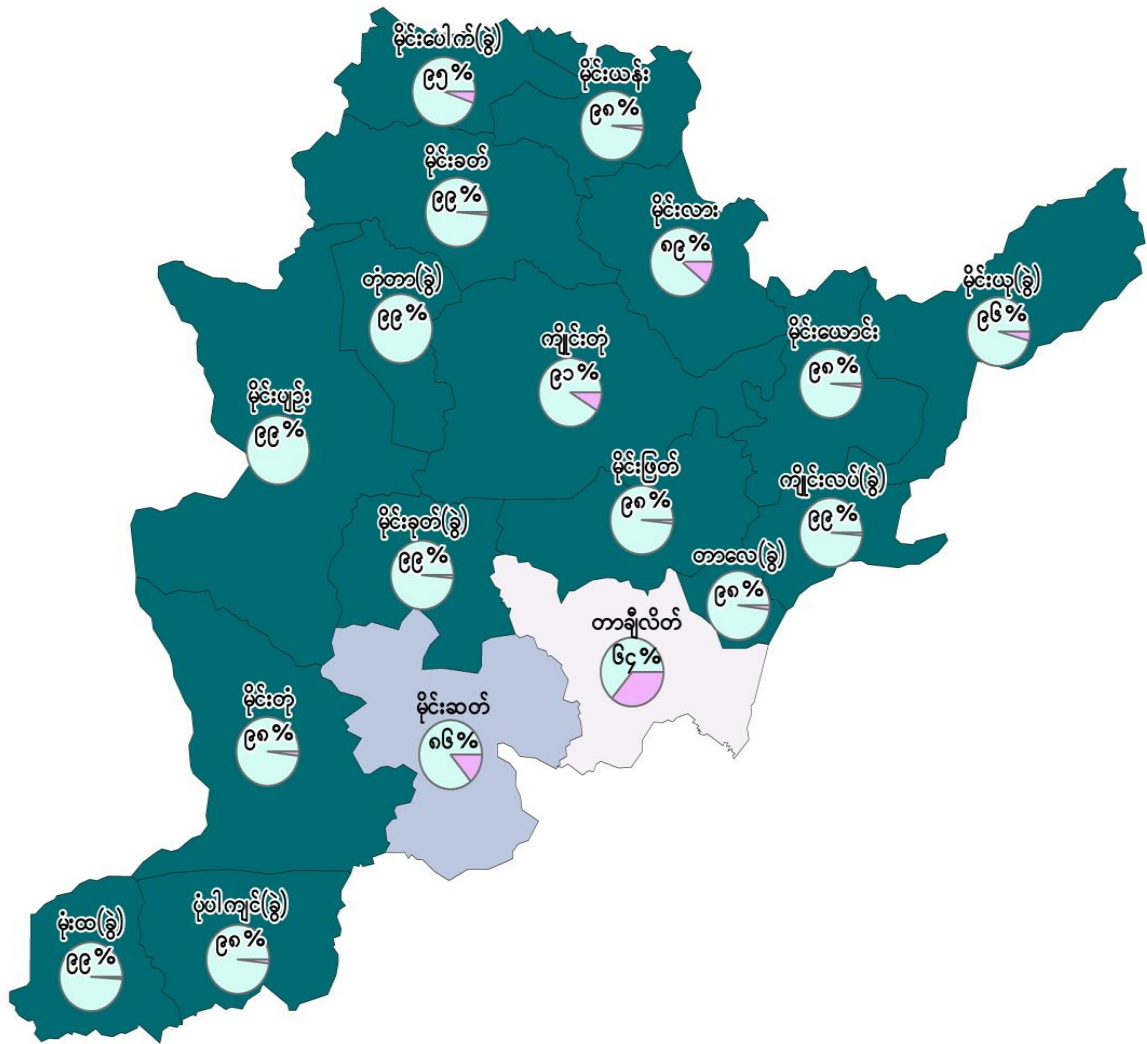 မိုင်းပေါက်(ခွဲ)
၉၅%
မိုင်းယန်း
၉၈%
မိုင်းခတ်
၉၉%
မိုင်းလား
၈၉%
တုံတာ(ခွဲ)
၉၉%
မိုင်းယု(ခွဲ)
၉၆%
ကျိုင်းတုံ
၉၁%
မိုင်းယောင်း
၉၈%
မိုင်းပျဉ်း
၉၉%
မိုင်းဖြတ်
၉၈%
ကျိုင်းလပ်(ခွဲ)
၉၉%
မိုင်းခုတ်(ခွဲ)
၉၉%
တာလေ(ခွဲ)
၉၈%
တာချီလိတ်
၆၄%
မိုင်းတုံ
၉၈%
မိုင်းဆတ်
၈၆%
မုံးထ(ခွဲ)
၉၉%
ပုံပါကျင်(ခွဲ)
၉၈%